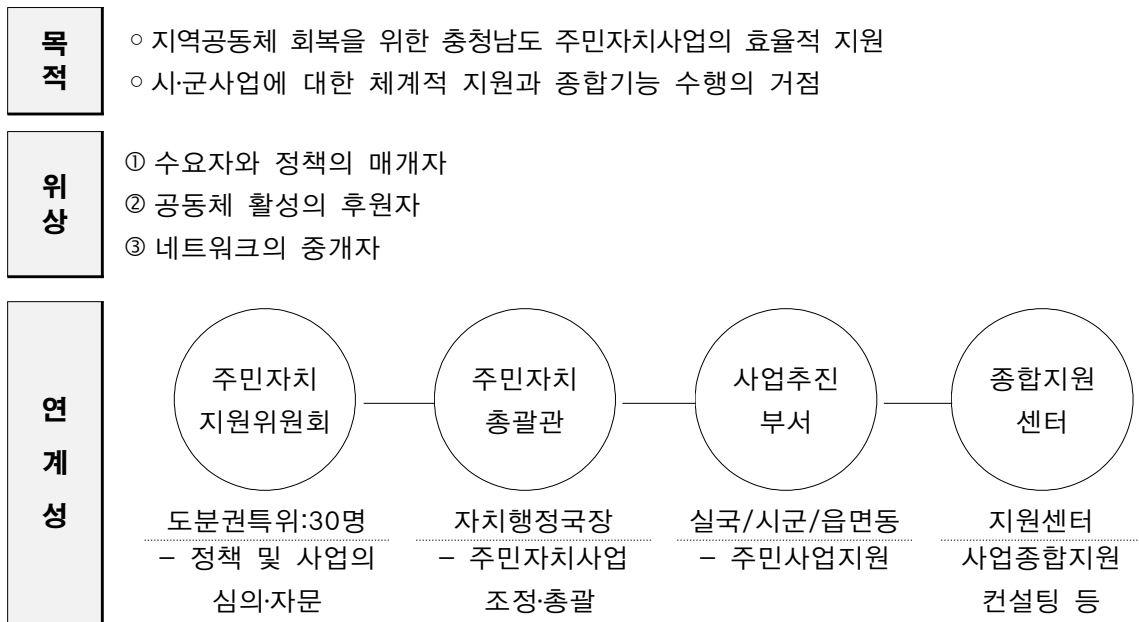 목적
◦ 지역공동체 회복을 위한 충청남도 주민자치사업의 효율적 지원
◦ 시·군사업에 대한 체계적 지원과 종합기능 수행의 거점
위상
① 수요자와 정책의 매개자
② 공동체 활성의 후원자
③ 네트워크의 중개자
연계성
주민자치
지원위원회
주민자치
총괄관
사업추진
부서
종합지원
센터
도분권특위:30명
– 정책 및 사업의
심의·자문
자치행정국장
– 주민자치사업
조정·총괄
실국/시군/읍면동
– 주민사업지원
지원센터
사업종합지원
컨설팅 등